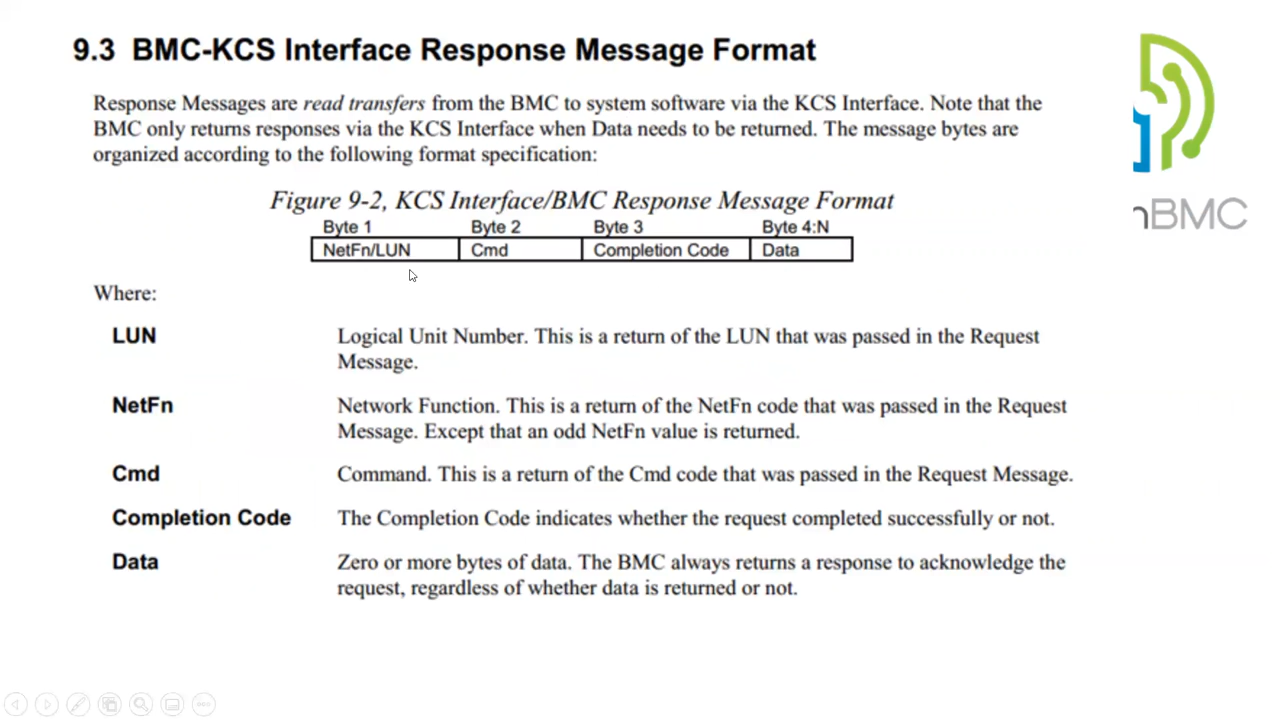 9.3 BMC-KCS Interface Response Message Format
Response Messages are read transfers from the BMC to system software via the KCS Interface. Note that the
BMC only returns responses via the KCS Interface when Data needs to be returned. The message bytes are
organized according to the following format specification:
Figure 9-2, KCS Interface/BMC Response Message Format
Byte 1 Byte 2 Byte 3 Byte 4:N
NetFn/LUN Cmd Completion Code Data
Where:
LUN Logical Unit Number. This is a return of the LUN that was passed in the Request
Message.
NetFn Network Function. This is a return of the NetFn code that was passed in the Request
Message. Except that an odd NetFn value is returned.
Cmd Command. This is a return of the Cmd code that was passed in the Request Message.
Completion Code The Completion Code indicates whether the request completed successfully or not.
Data Zero or more bytes of data. The BMC always returns a response to acknowledge the
request, regardless of whether data is returned or not.
nBMC